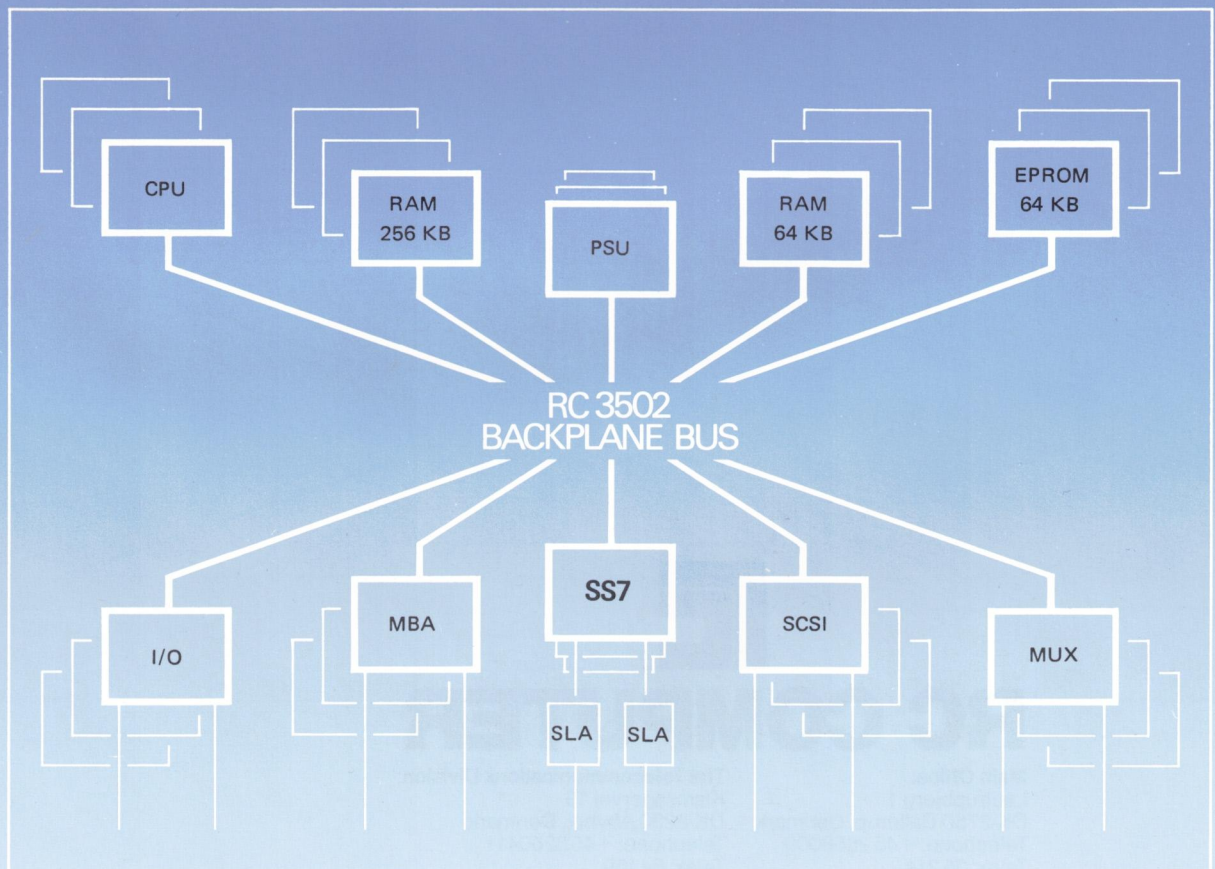 CPU
RAM
256 KB
PSU
RAM
64 KB
EPROM
64 KB
RC 3502
BACKPLANE BUS
I/O
MBA
SS7
SCSI
MUX
SLA
SLA